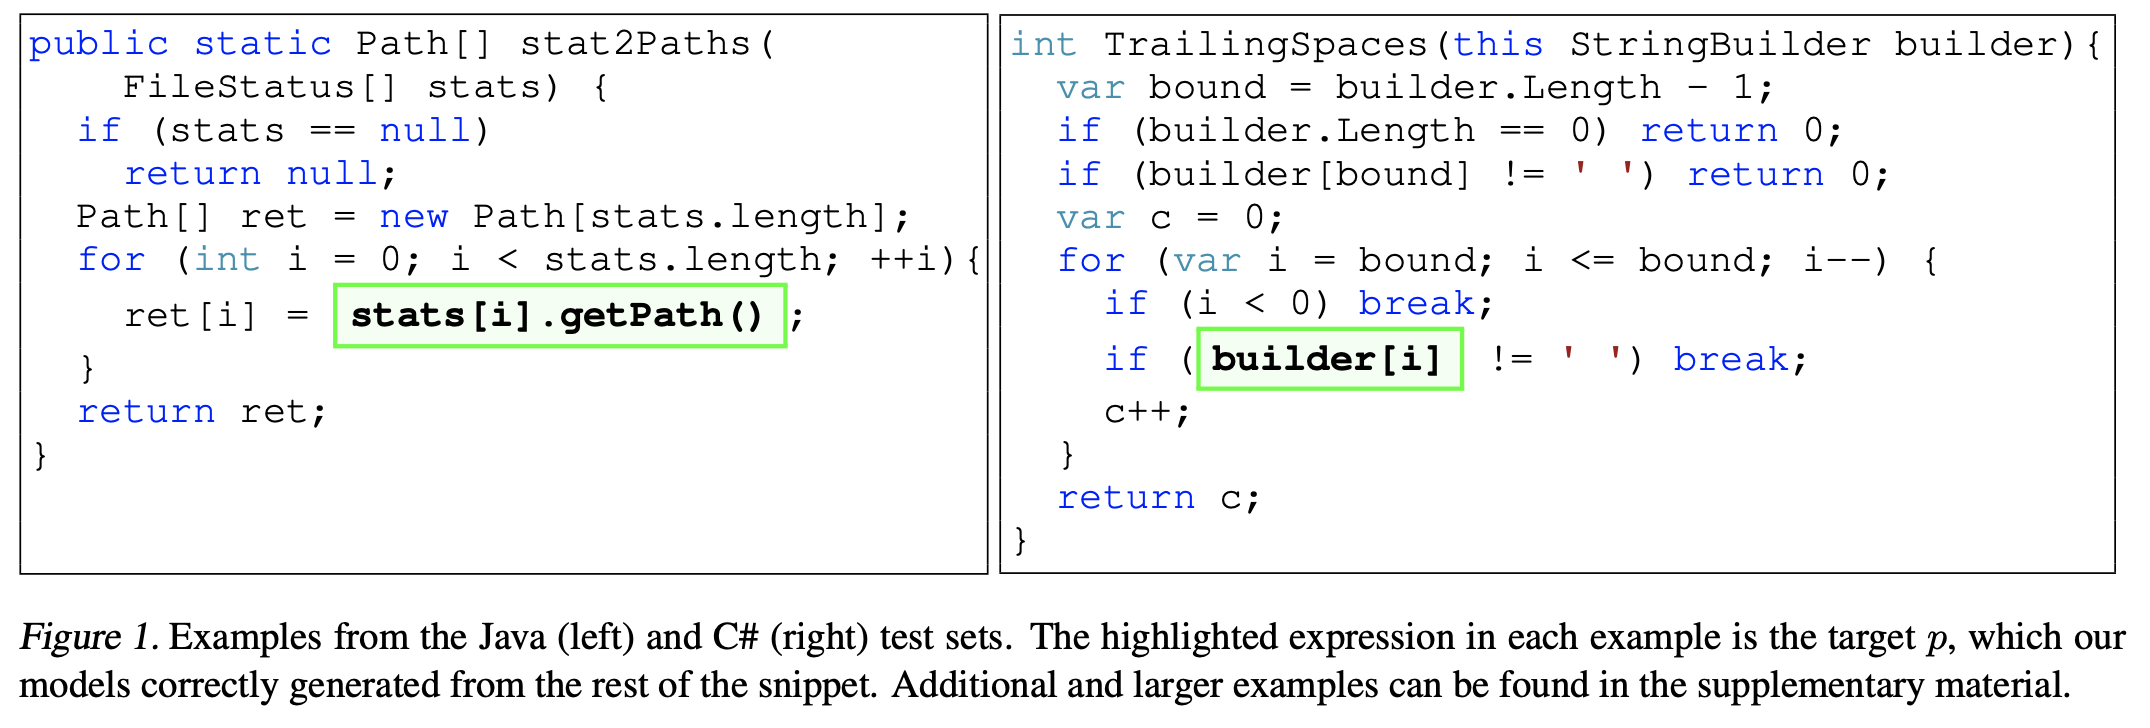 public static Path[] stat2Paths(
FileStatus[] stats) {
if (stats == null)
return null;
Path[] ret = new Path[stats.length];
for (int i = 0; i < stats.length; ++i){
ret[i] = stats[i].getPath() ;
}
return ret;
}
int TrailingSpaces(this StringBuilder builder){
var bound = builder.Length - 1;
if (builder.Length == 0) return 0;
if (builder[bound] != ' ') return 0;
var c = 0;
for (var i = bound; i <= bound; i--) {
if (i < 0) break;
if ( builder[i] != ' ') break;
c++;
}
return c;
}
Figure 1. Examples from the Java (left) and C# (right) test sets. The highlighted expression in each example is the target p, which our
models correctly generated from the rest of the snippet. Additional and larger examples can be found in the supplementary material.